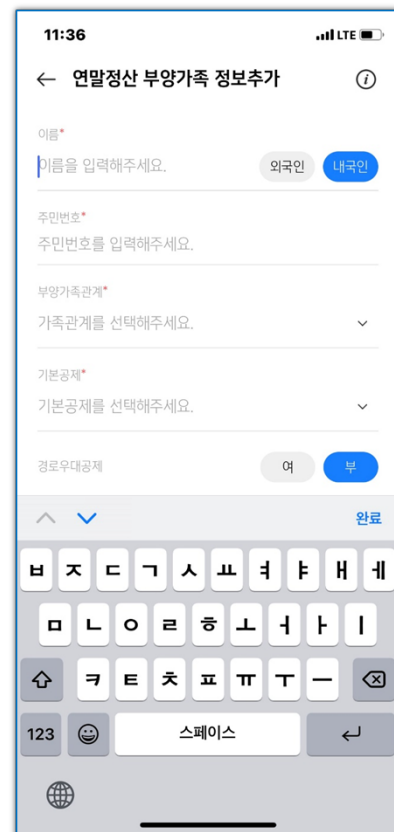 11:36 LTE
연말정산 부양가족 정보추가
이름*
이름을 입력해주세요. 외국인 내국인
주민번호*
주민번호를 입력해주세요.
부양가족관계*
가족관계를 선택해주세요.
기본공제*
기본공제를 선택해주세요.
경로우대공제 여 부
완료
ㅂ ㅈ ㄷ ㄱ ㅅ ㅛ ㅕ ㅑ ㅐ ㅔ
ㅁ ㄴ ㅇ ㄹ ㅎ ㅗ ㅓ ㅏ ㅣ
ㅋ ㅌ ㅊ ㅍ ㅠ ㅜ ㅡ
123 스페이스